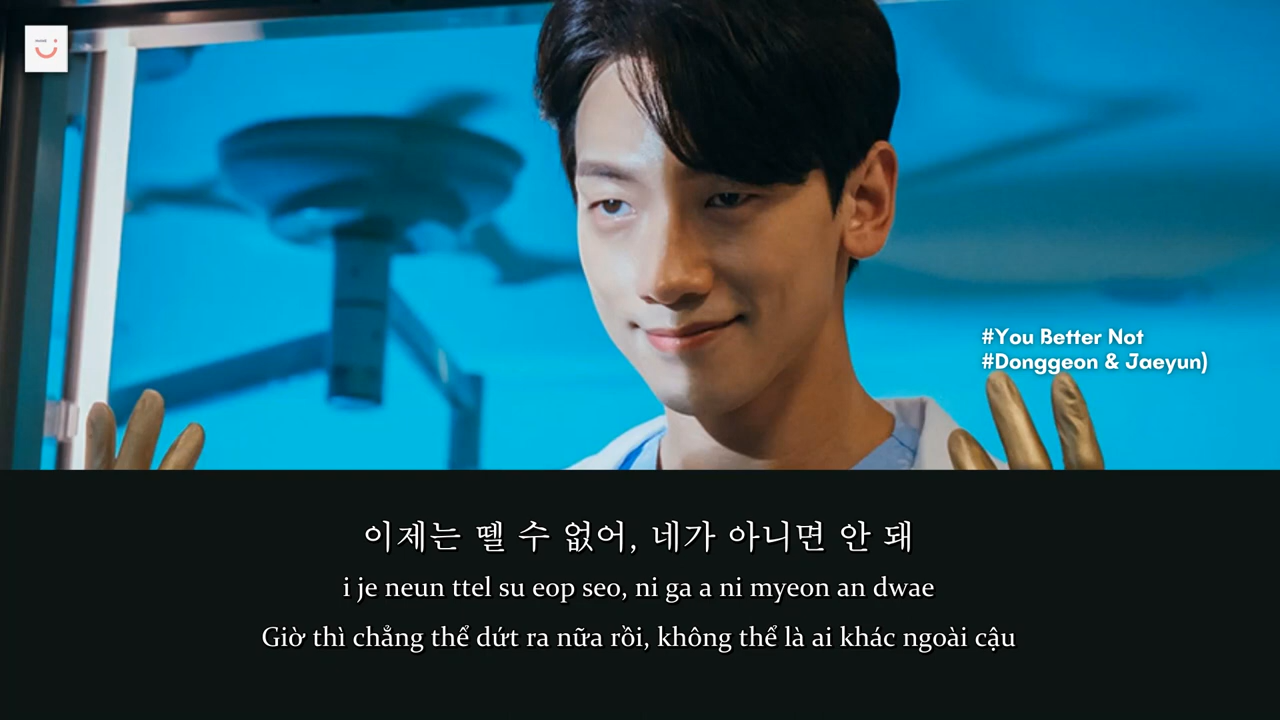 #You Better Not
#Donggeon & Jaeyun)
이제는 뗄 수 없어, 네가 아니면 안 돼
i je neun ttel su eop seo, ni ga a ni myeon an dwae
Giờ thì chẳng thể dứt ra nữa rồi, không thể là ai khác ngoài cậu